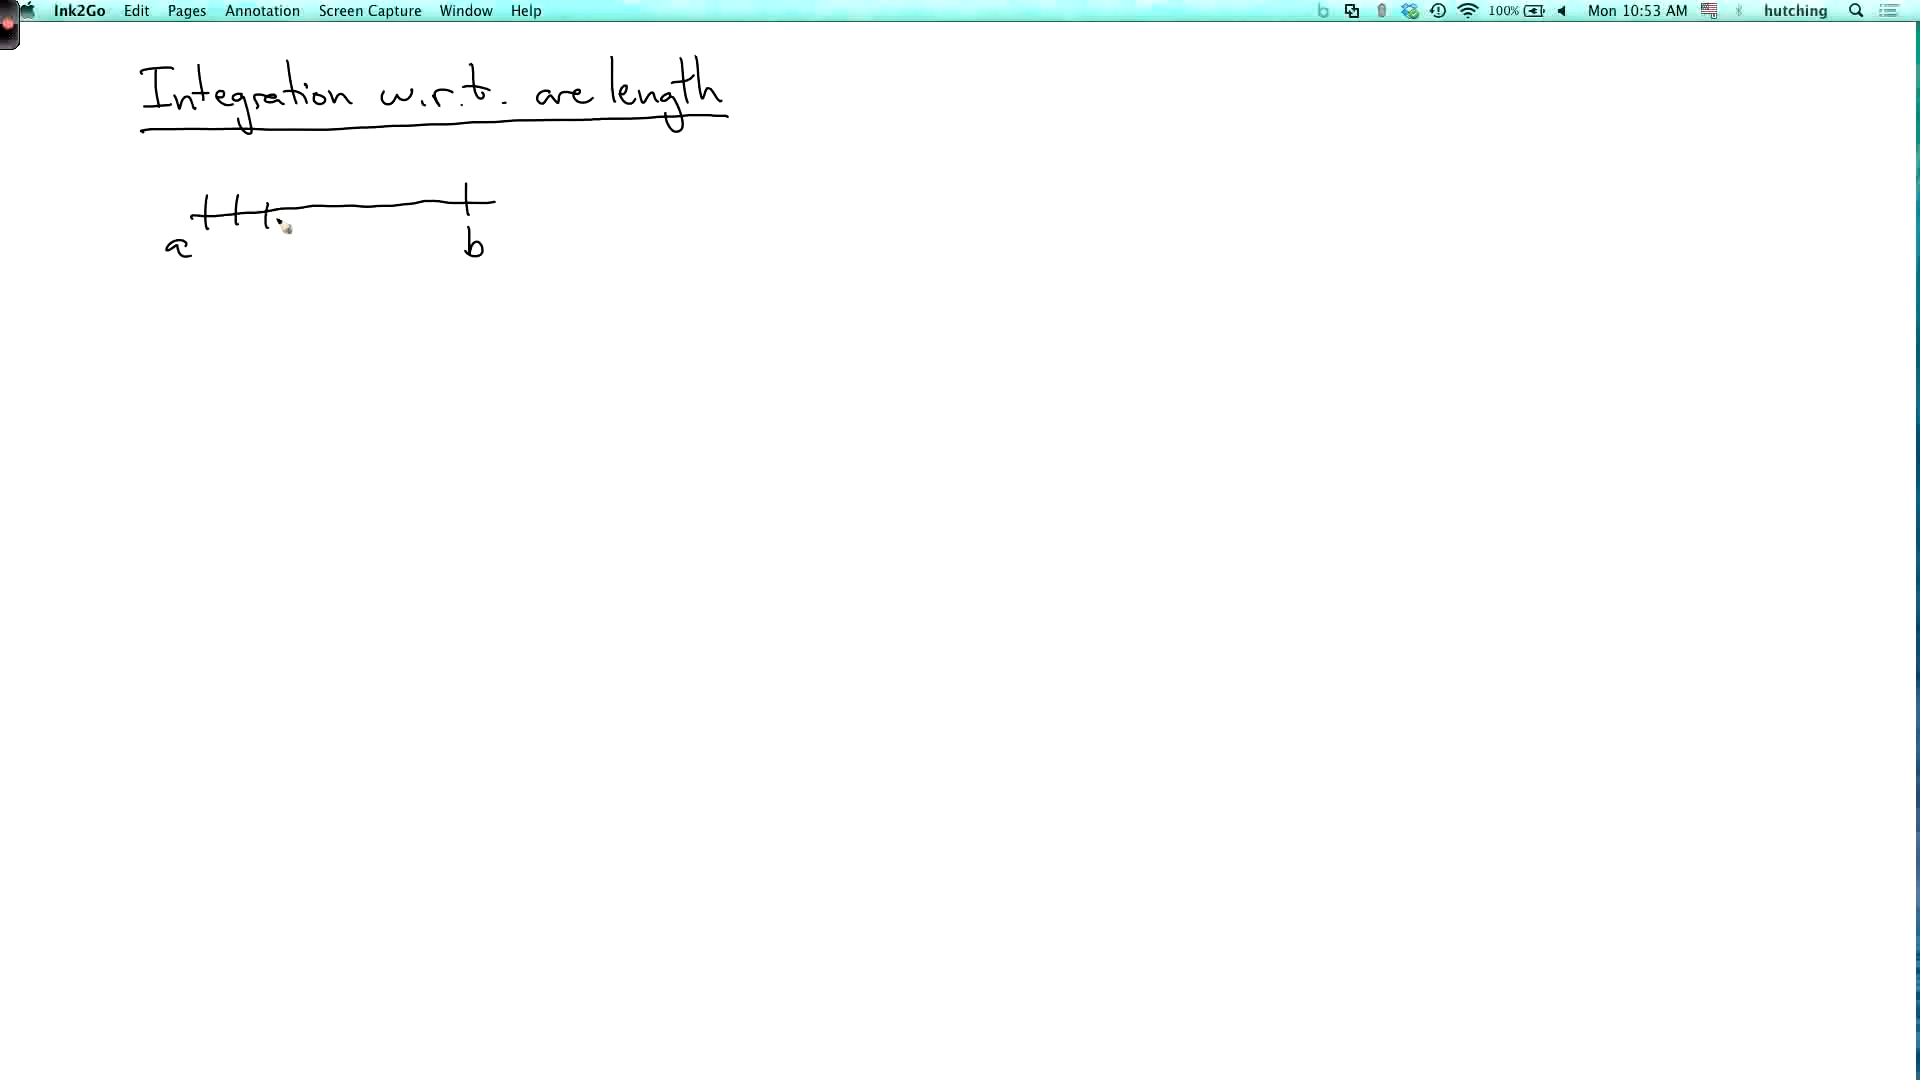 Ink2Go Edit Pages Annotation Screen Capture Window Help 100% Mon 10:53 AM hutching
Integration w.r.t. arc length
a b